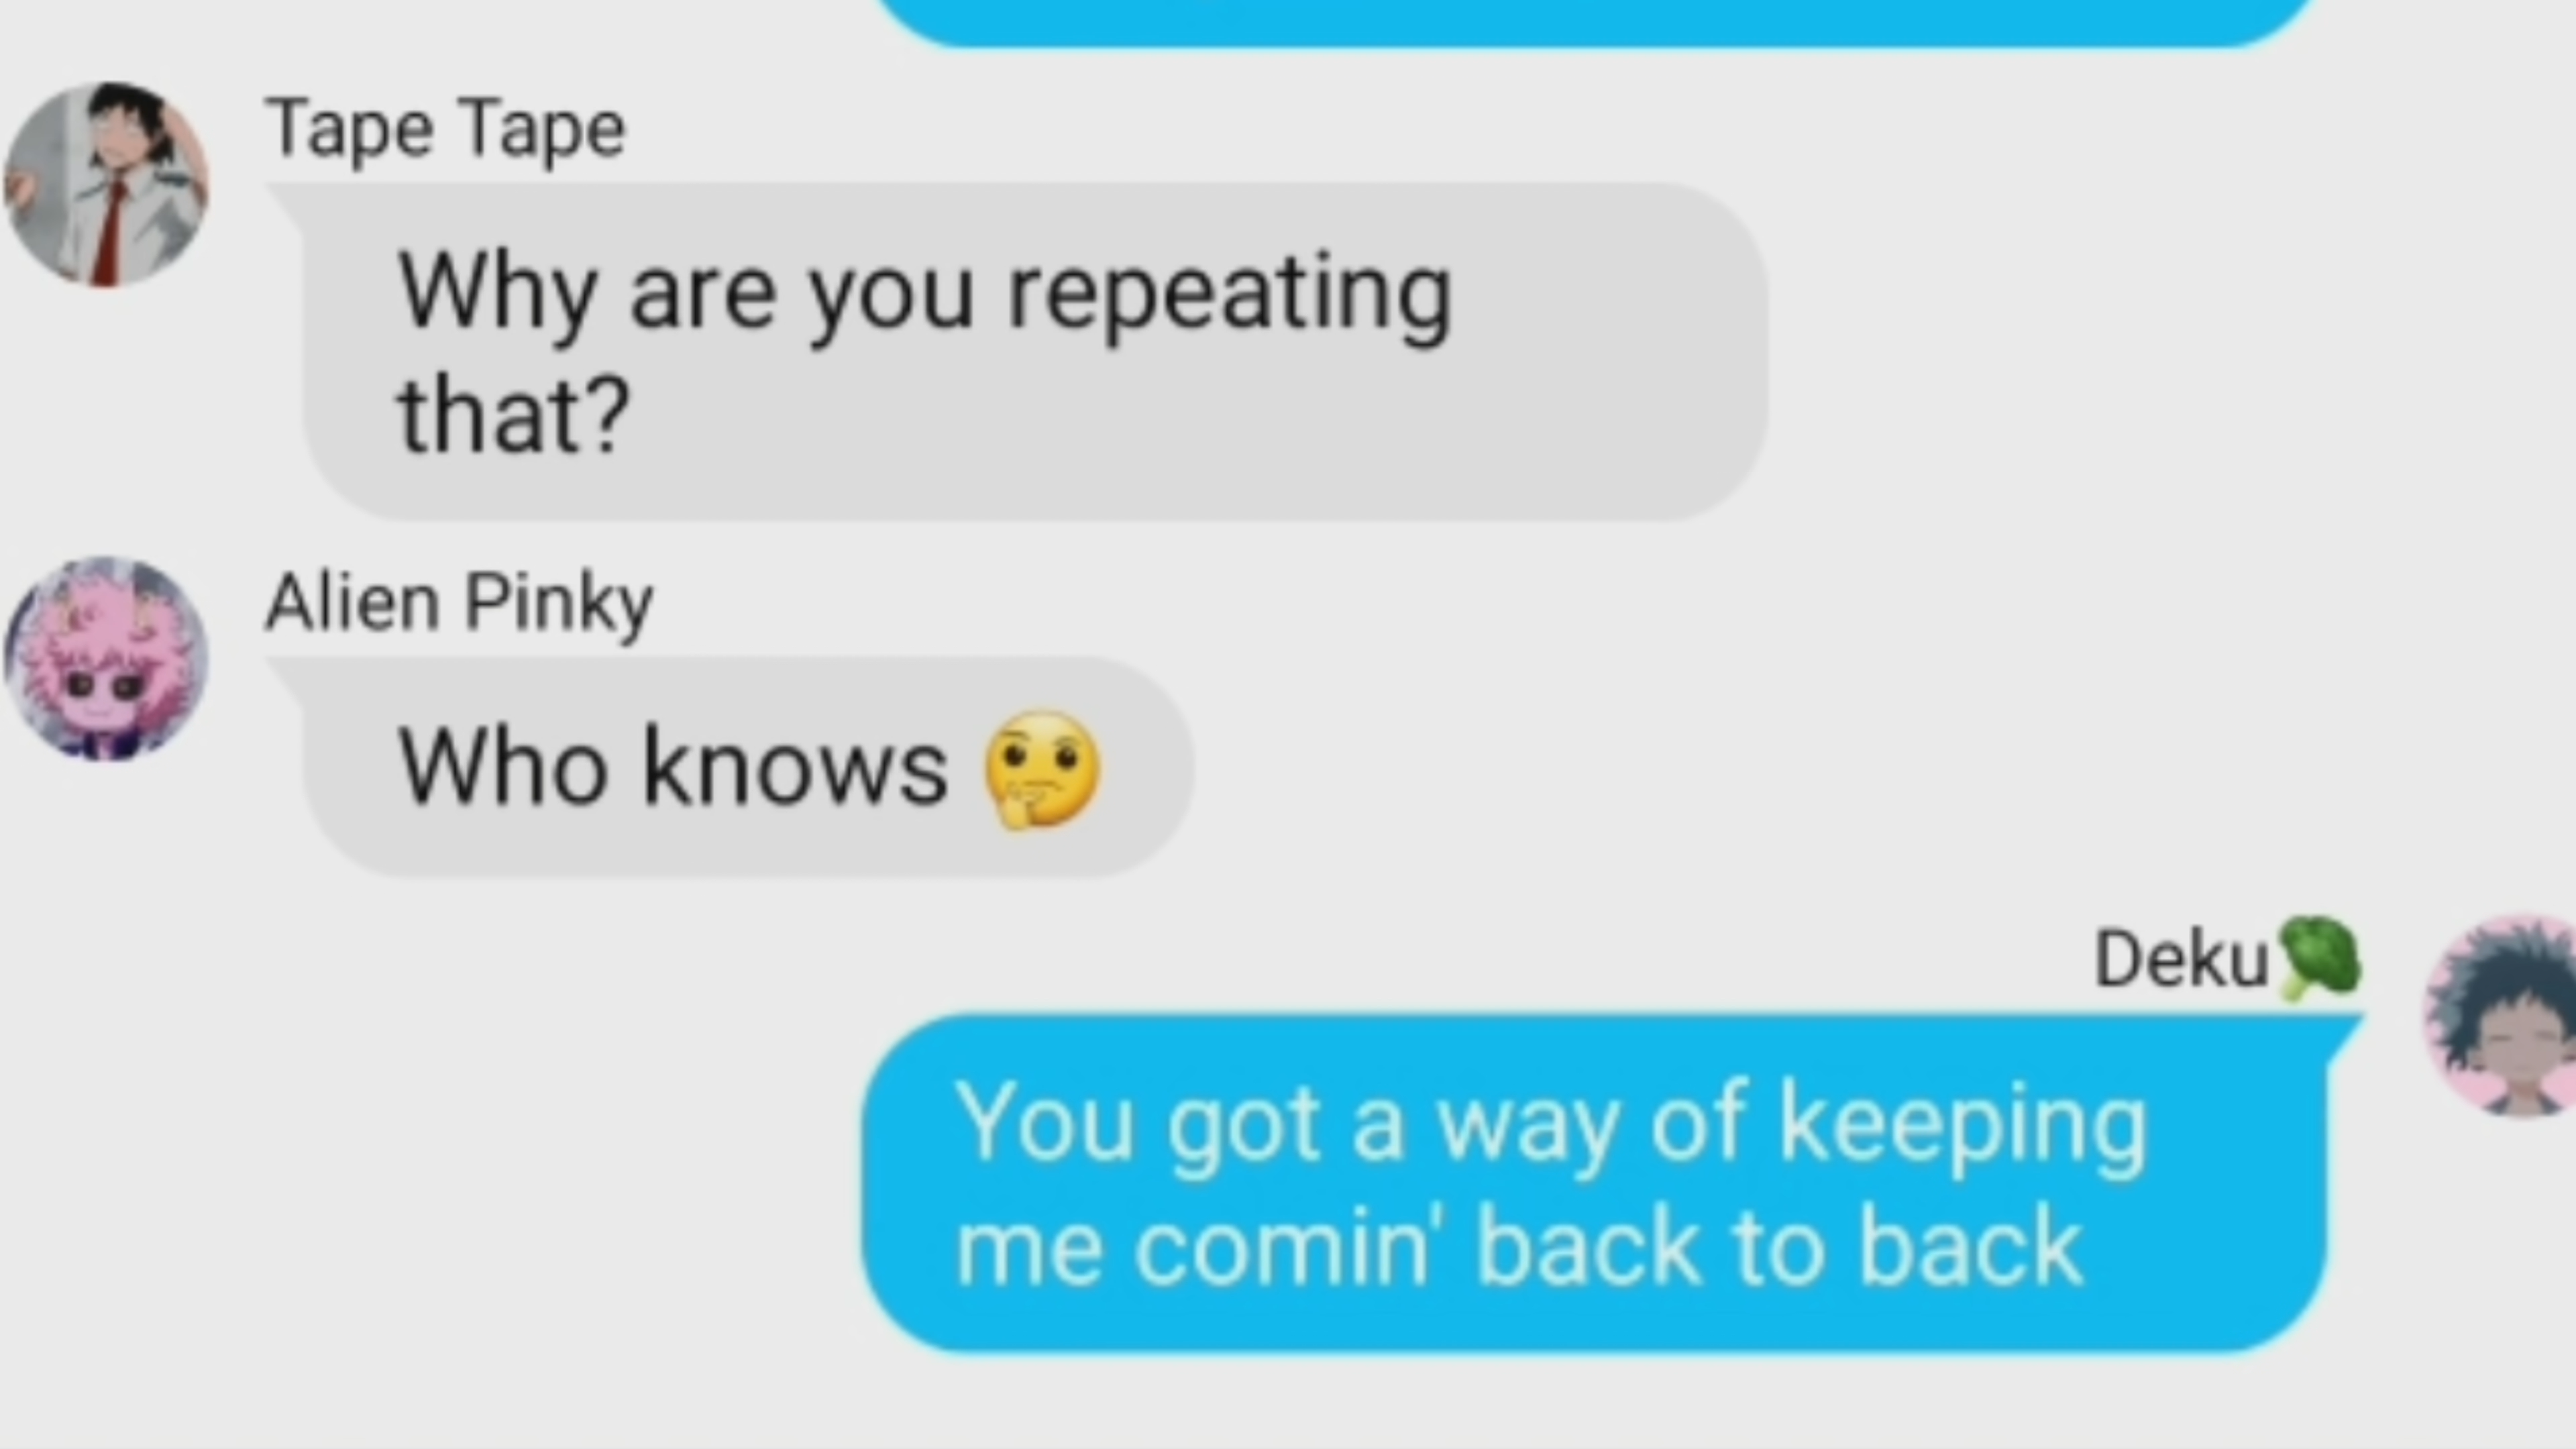 Tape Tape
Why are you repeating
that?
Alien Pinky
Who knows 🤔
Deku🥦
You got a way of keeping
me comin' back to back